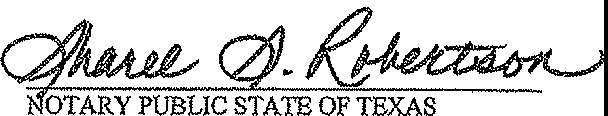 Sharee S. Robertson
NOTARY PUBLIC STATE OF TEXAS